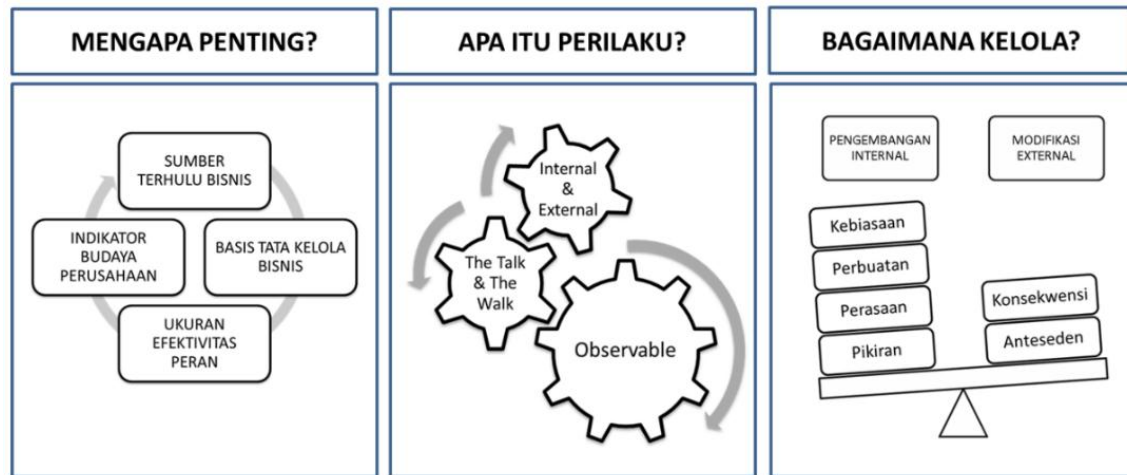 MENGAPA PENTING?
SUMBER
TERHULU BISNIS
INDIKATOR
BUDAYA
PERUSAHAAN
BASIS TATA KELOLA
BISNIS
UKURAN
EFEKTIVITAS
PERAN
APA ITU PERILAKU?
Internal
&
External
The Talk
& The
Walk
Observable
BAGAIMANA KELOLA?
PENGEMBANGAN
INTERNAL
MODIFIKASI
EXTERNAL
Kebiasaan
Perbuatan
Perasaan
Pikiran
Konsekwensi
Anteseden